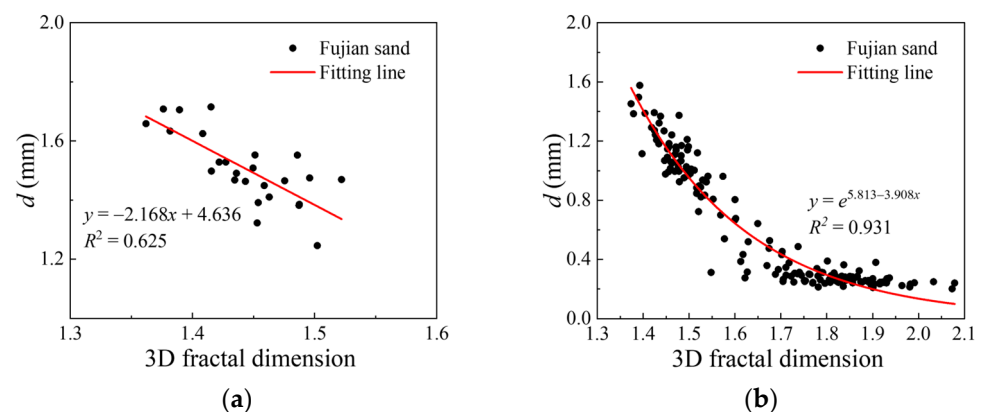 (a)
2.0
1.6
1.2
d (mm)
Fujian sand
Fitting line
y = –2.168x + 4.636
R² = 0.625
1.3 1.4 1.5 1.6
3D fractal dimension
(b)
2.0
1.6
1.2
0.8
0.4
0.0
d (mm)
Fujian sand
Fitting line
y = e^5.813–3.908x
R² = 0.931
1.3 1.4 1.5 1.6 1.7 1.8 1.9 2.0 2.1
3D fractal dimension
(a) (b)